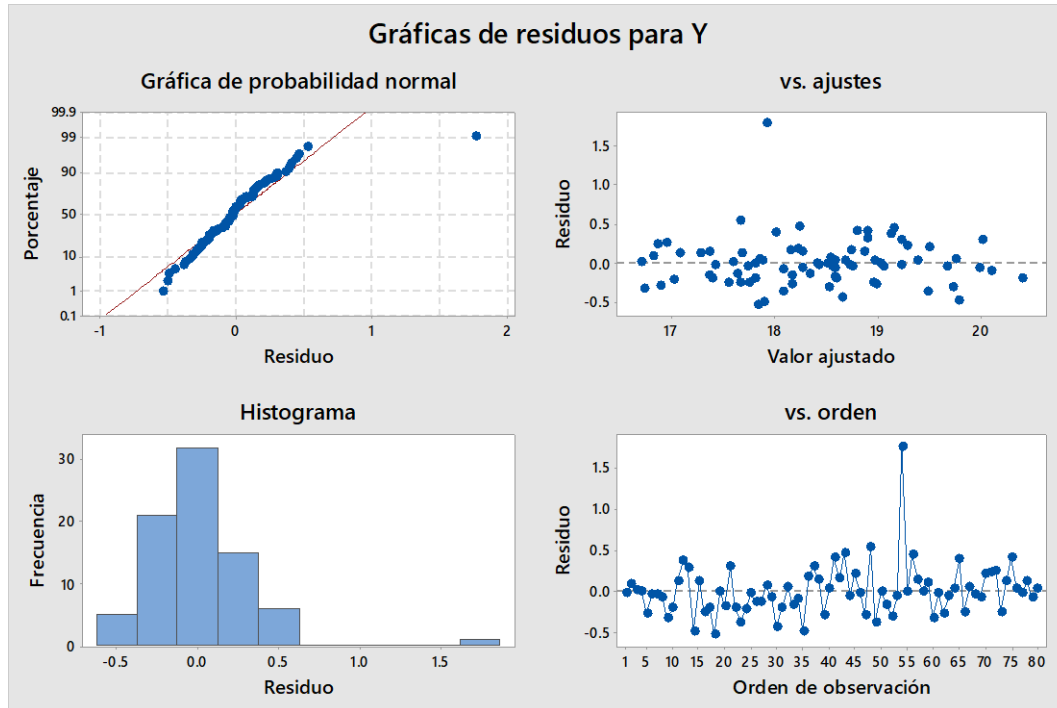 Gráficas de residuos para Y
Gráfica de probabilidad normal
99.9
99
90
50
10
1
0.1
Porcentaje
-1
0
1
2
Residuo
vs. ajustes
1.5
1.0
0.5
0.0
-0.5
Residuo
17
18
19
20
Valor ajustado
Histograma
30
20
10
0
Frecuencia
-0.5
0.0
0.5
1.5
Residuo
vs. orden
1.5
1.0
0.5
0.0
-0.5
Residuo
1 5 10 15 20 25 30 35 40 45 50 55 60 65 70 75 80
Orden de observación